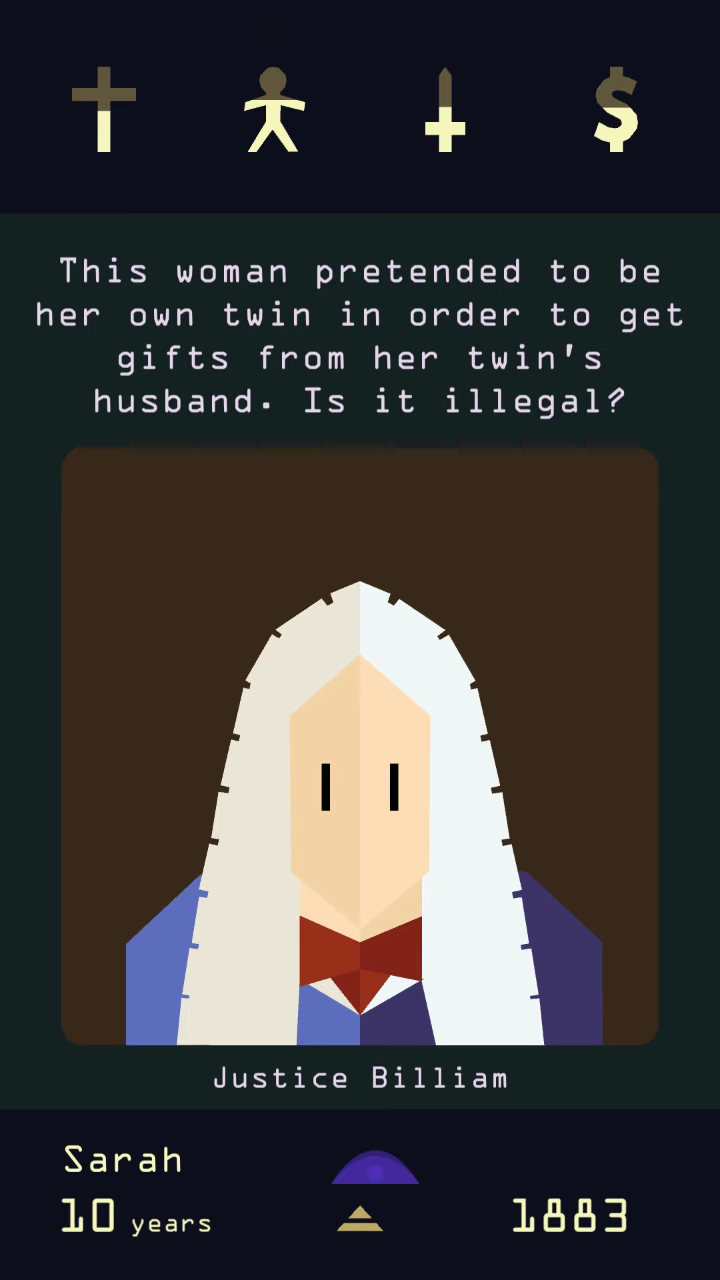 This woman pretended to be
her own twin in order to get
gifts from her twin's
husband. Is it illegal?
Justice Billiam
Sarah
10 years
1883